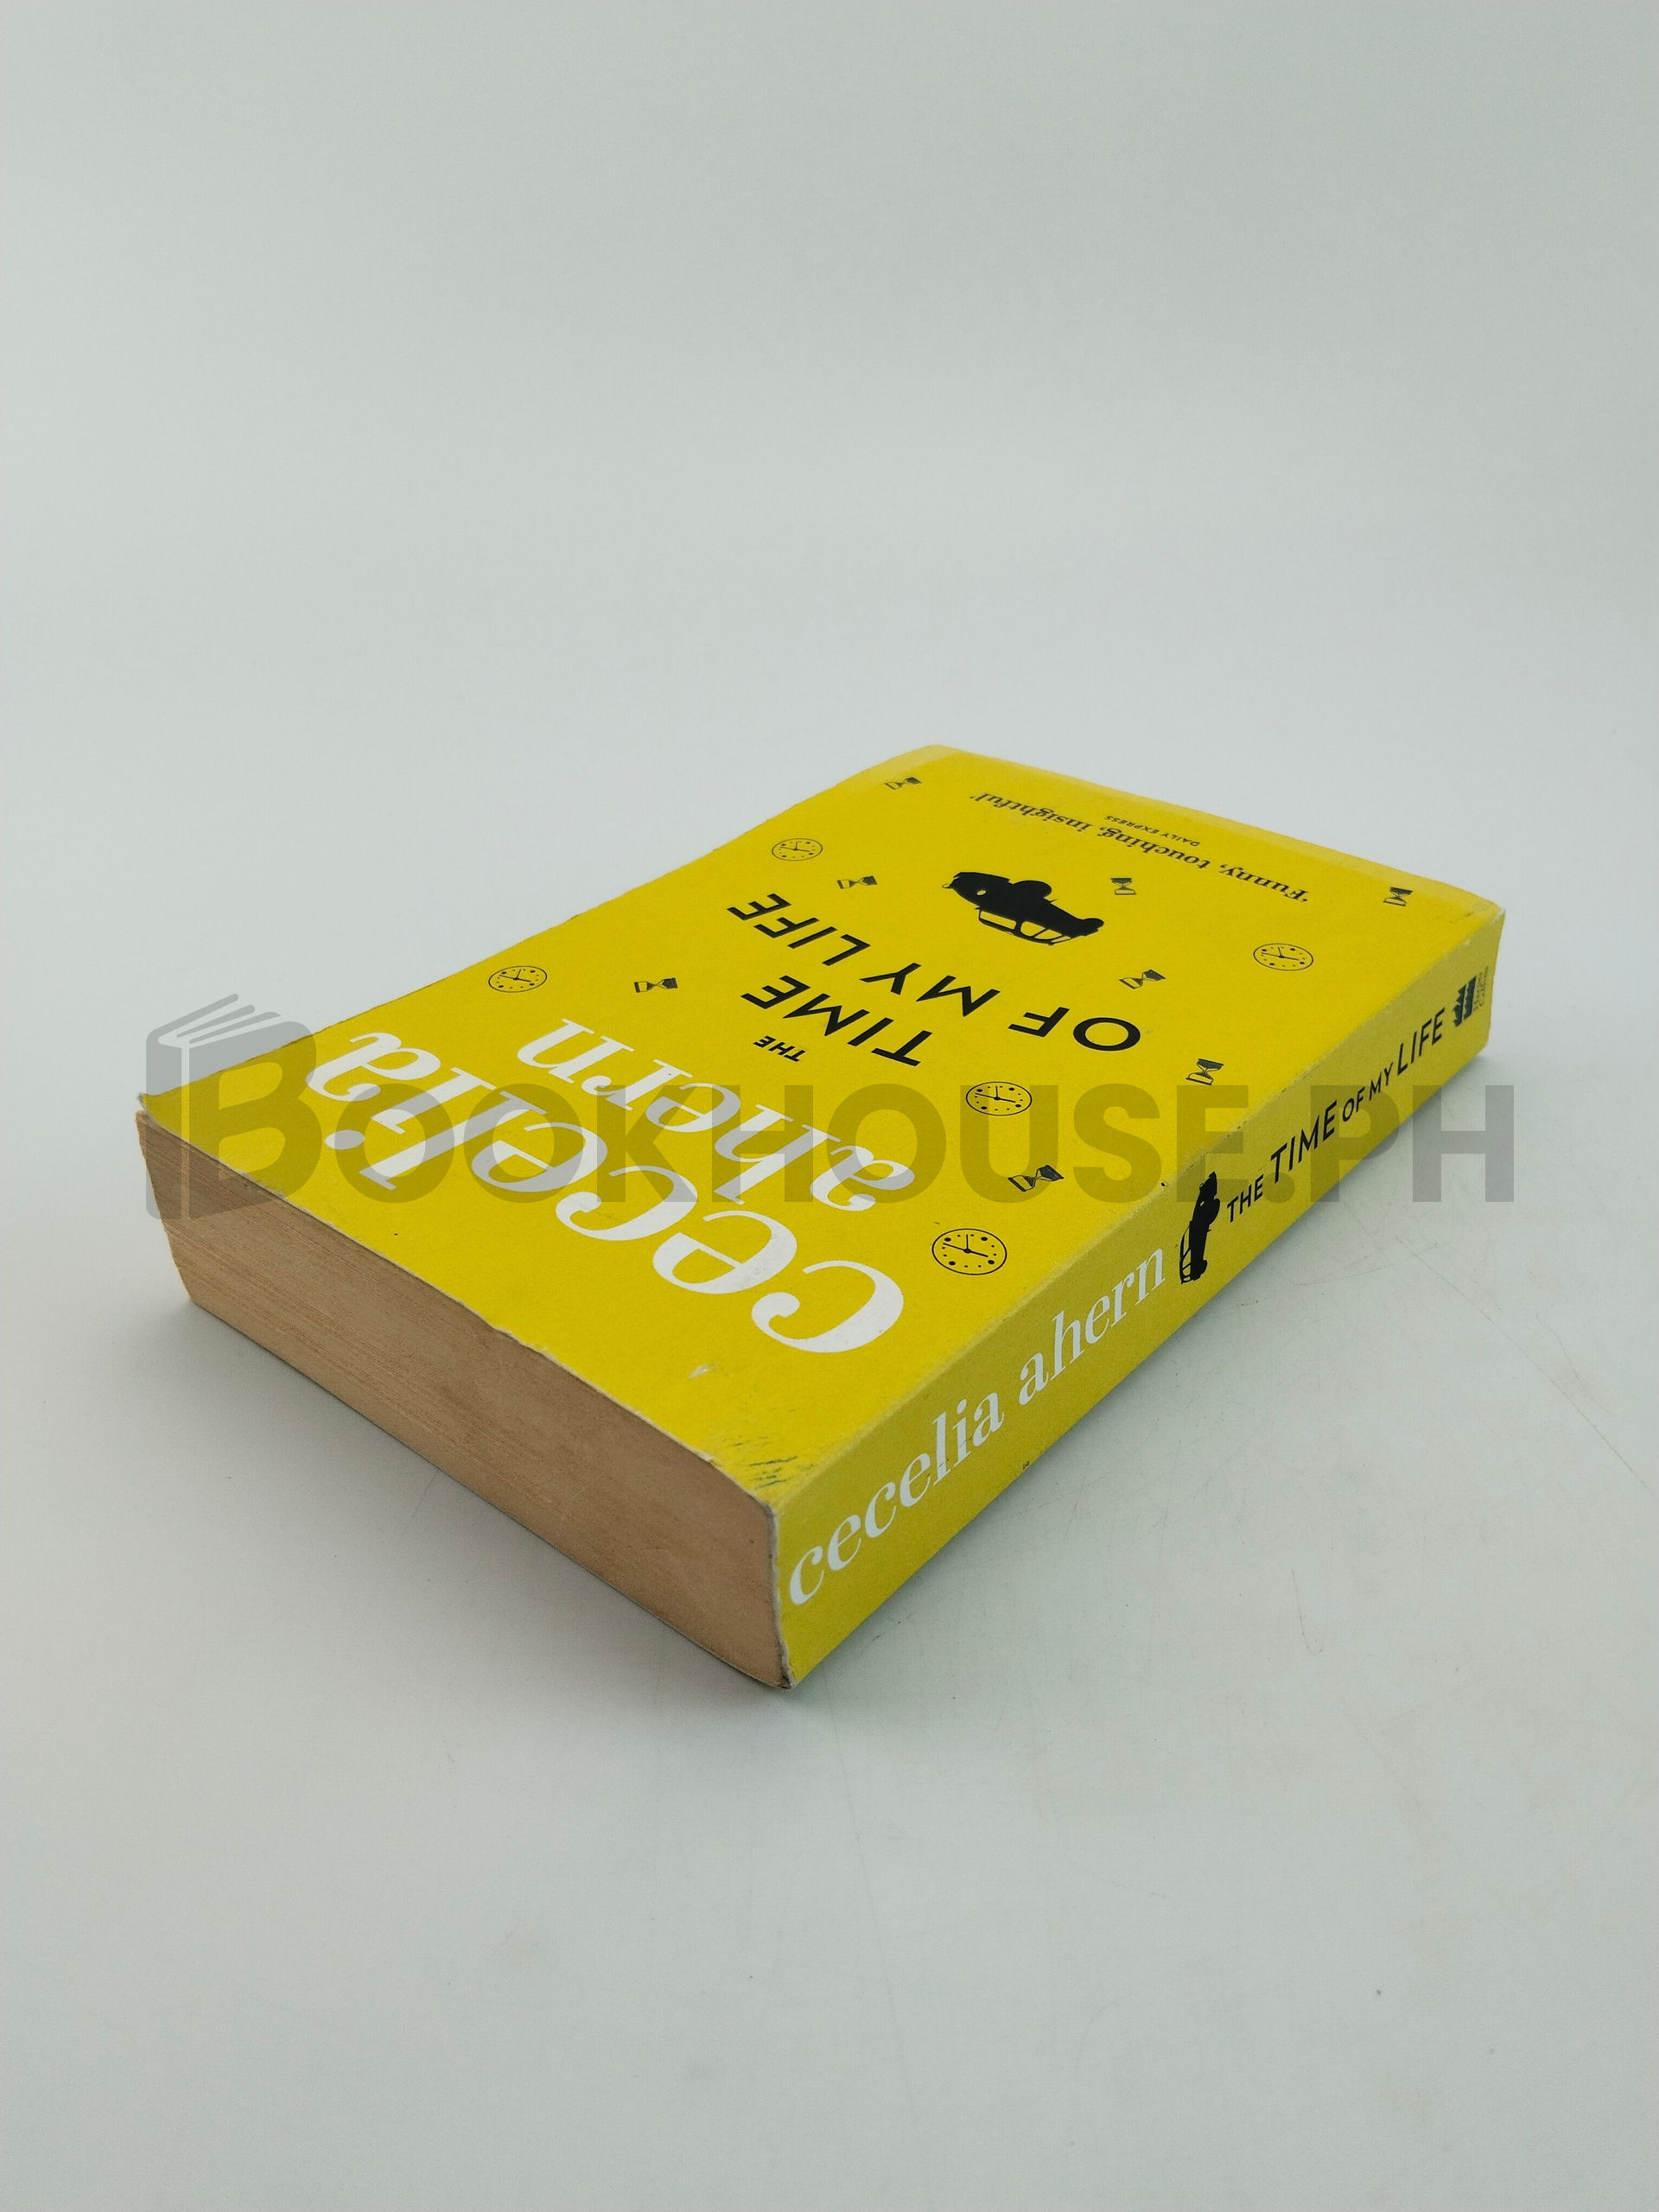 cecelia
ahern
THE
TIME
OF MY LIFE
'Funny, touching, insightful'
DAILY EXPRESS
cecelia ahern THE TIME OF MY LIFE
BOOKHOUSE.PH